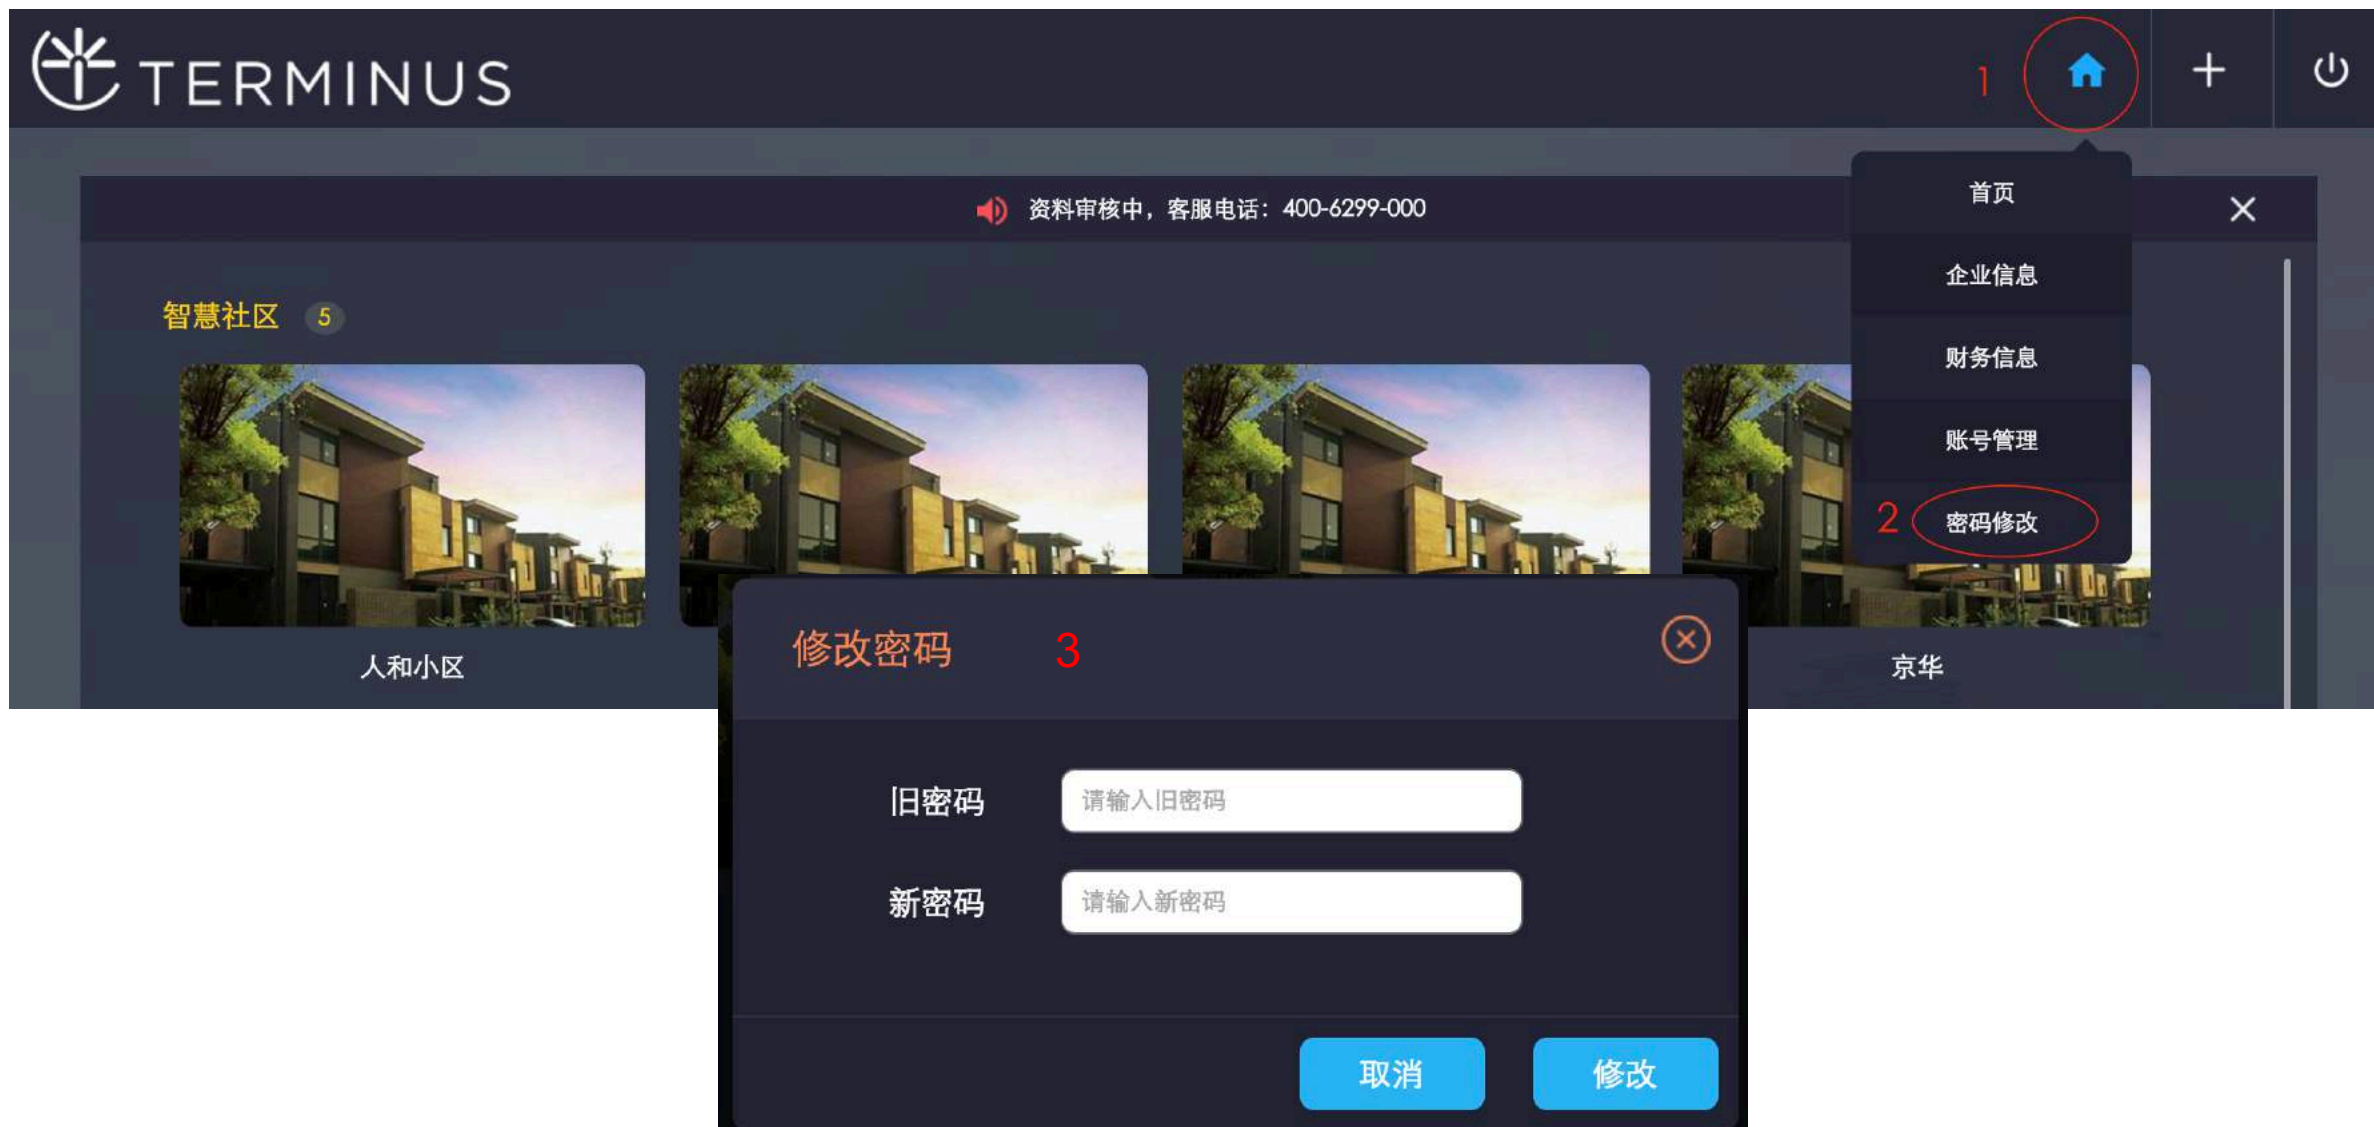 TERMINUS
1
首页
资料审核中，客服电话：400-6299-000
企业信息
智慧社区 5
财务信息
账号管理
2 密码修改
人和小区
京华
修改密码 3
旧密码 请输入旧密码
新密码 请输入新密码
取消 修改